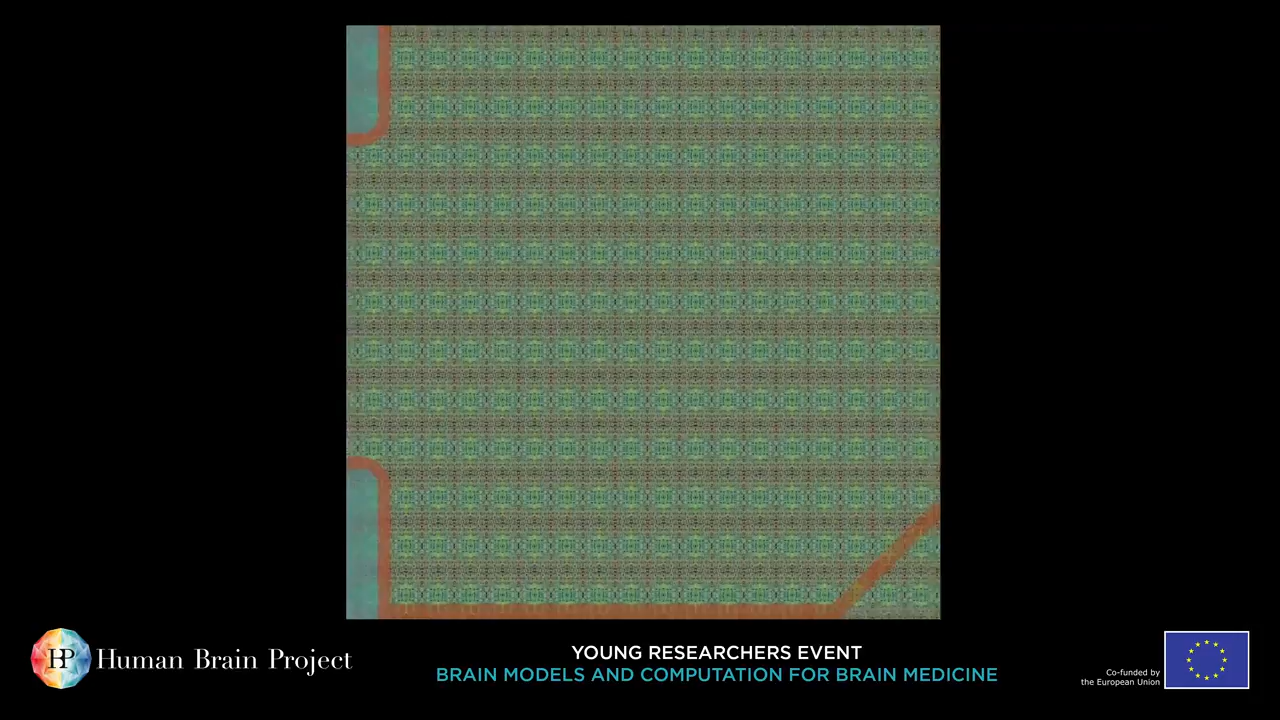 HP Human Brain Project
YOUNG RESEARCHERS EVENT
BRAIN MODELS AND COMPUTATION FOR BRAIN MEDICINE
Co-funded by
the European Union